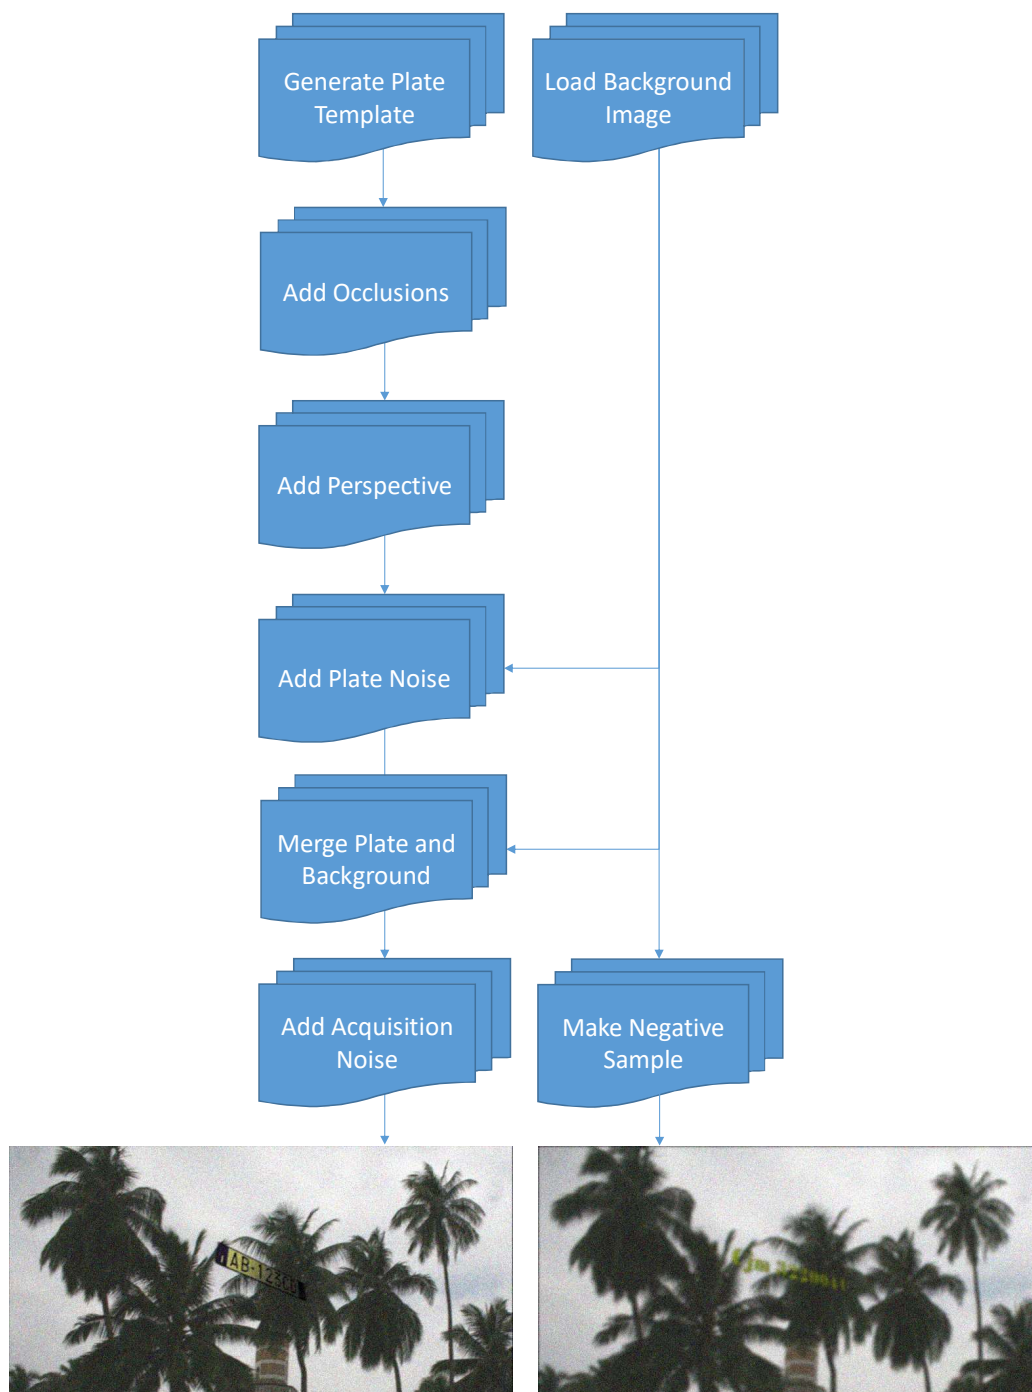 Generate Plate
Template
Load Background
Image
Add Occlusions
Add Perspective
Add Plate Noise
Merge Plate and
Background
Add Acquisition
Noise
Make Negative
Sample
AB-123CD